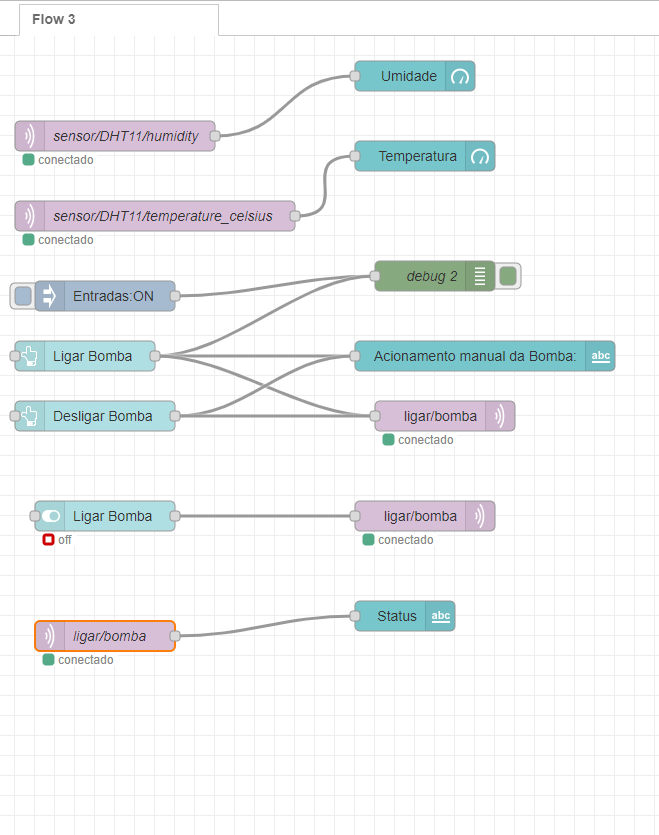 Flow 3
Umidade
sensor/DHT11/humidity
conectado
Temperatura
sensor/DHT11/temperature_celsius
conectado
debug 2
Entradas:ON
Ligar Bomba
Acionamento manual da Bomba:
abc
Desligar Bomba
ligar/bomba
conectado
Ligar Bomba
off
ligar/bomba
conectado
Status
abc
ligar/bomba
conectado